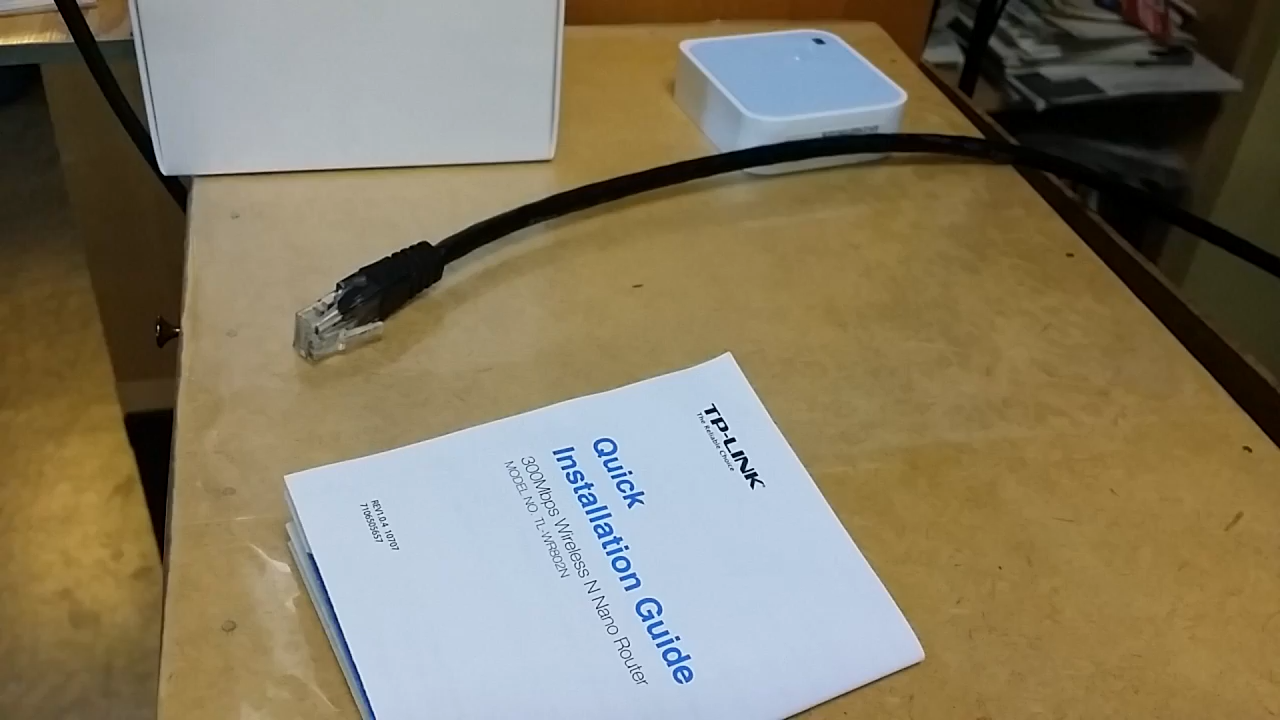 TP-LINK
The Reliable Choice
Quick
Installation Guide
300Mbps Wireless N Nano Router
MODEL NO. TL-WR802N
REV1.0.4 10707
7106505657